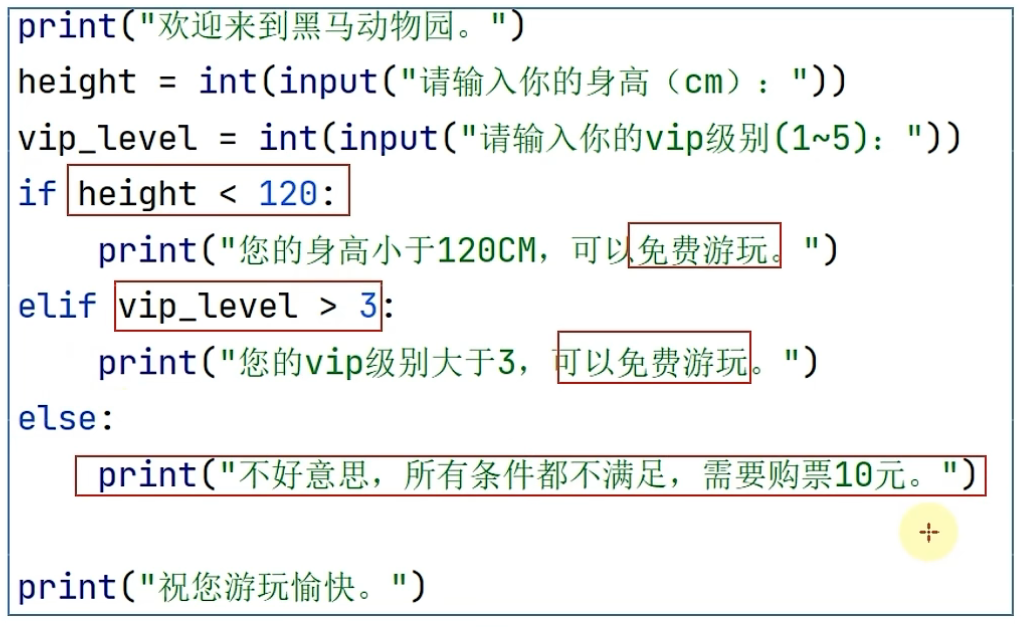 print("欢迎来到黑马动物园。")
height = int(input("请输入你的身高（cm）："))
vip_level = int(input("请输入你的vip级别(1~5)："))
if height < 120:
    print("您的身高小于120CM，可以免费游玩。")
elif vip_level > 3:
    print("您的vip级别大于3，可以免费游玩。")
else:
    print("不好意思，所有条件都不满足，需要购票10元。")
print("祝您游玩愉快。")